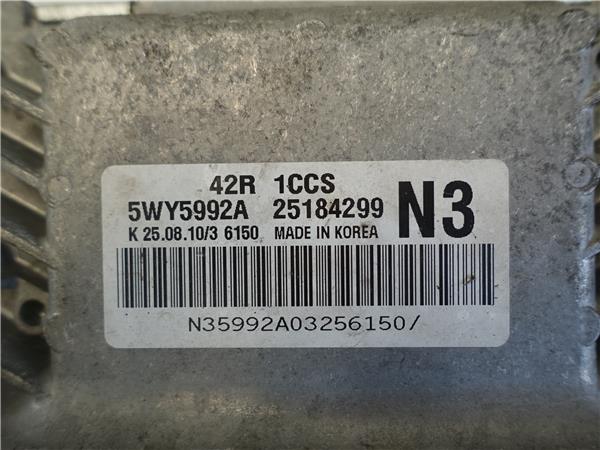 42R 1CCS
5WY5992A 25184299 N3
K 25.08.10/3 6150 MADE IN KOREA
N35992A03256150/